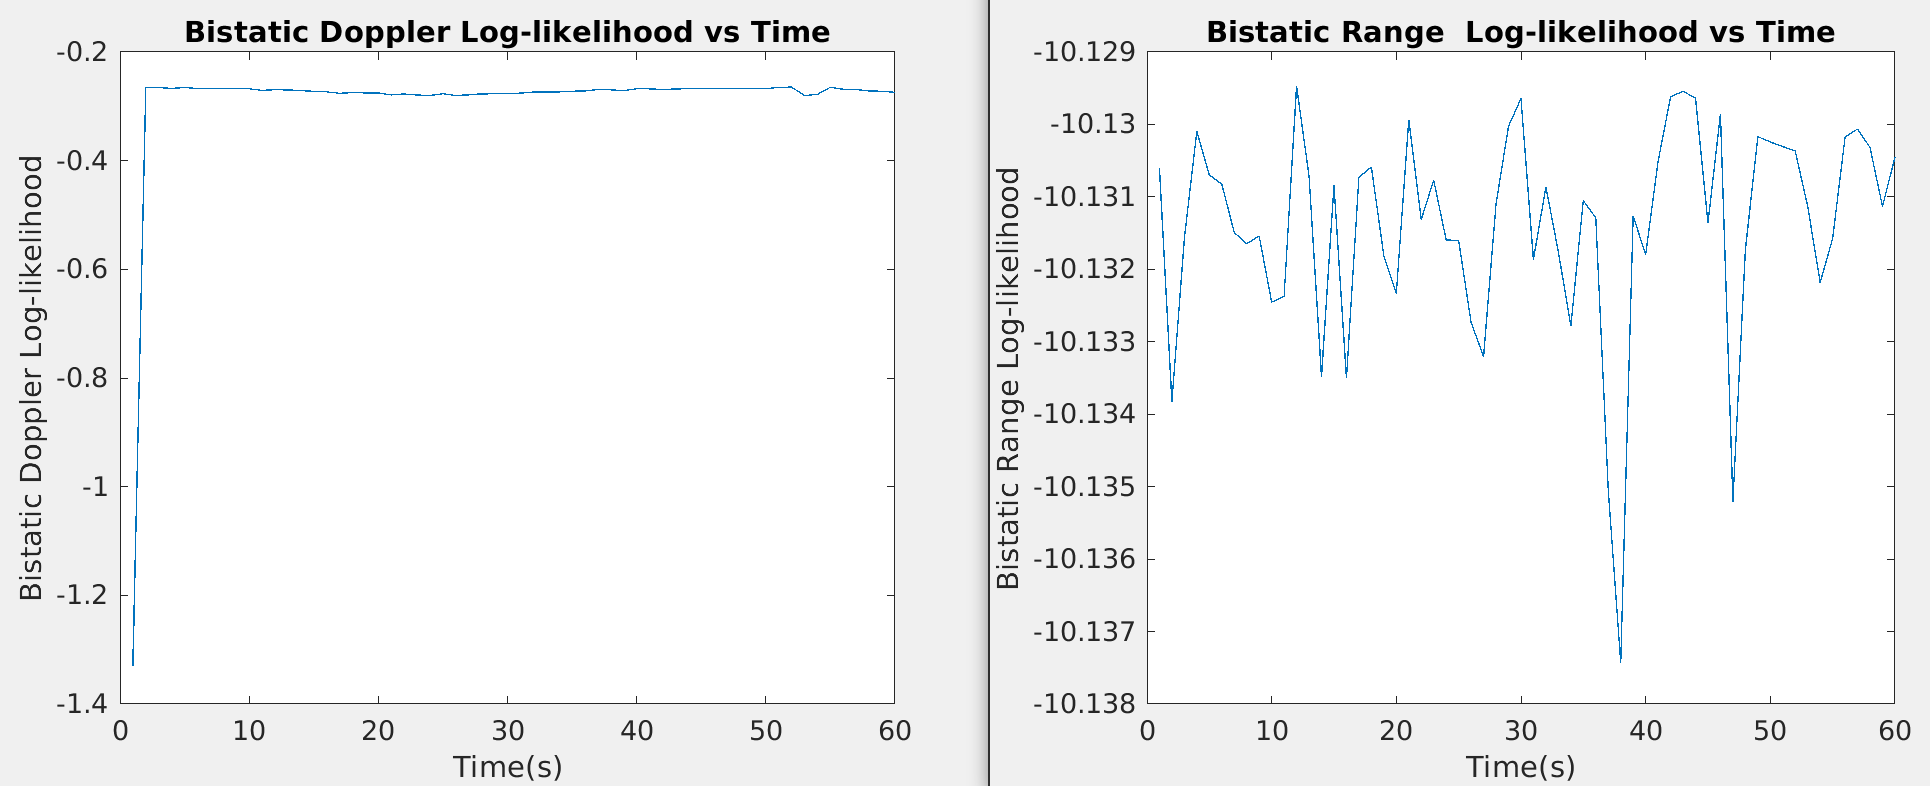 Bistatic Doppler Log-likelihood vs Time
Bistatic Doppler Log-likelihood
-0.2
-0.4
-0.6
-0.8
-1
-1.2
-1.4
0 10 20 30 40 50 60
Time(s)
Bistatic Range  Log-likelihood vs Time
Bistatic Range Log-likelihood
-10.129
-10.13
-10.131
-10.132
-10.133
-10.134
-10.135
-10.136
-10.137
-10.138
0 10 20 30 40 50 60
Time(s)